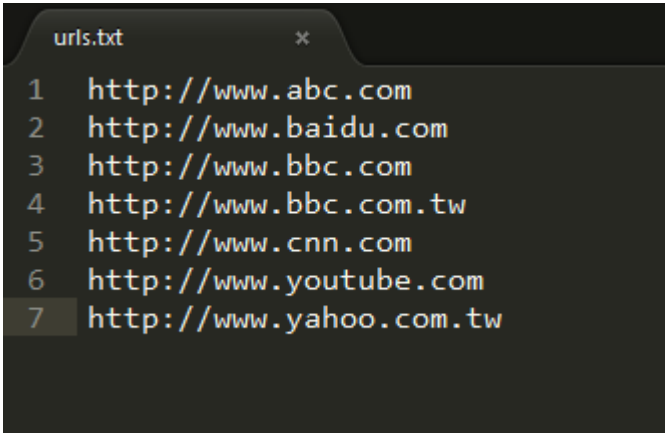 urls.txt ×
1 http://www.abc.com
2 http://www.baidu.com
3 http://www.bbc.com
4 http://www.bbc.com.tw
5 http://www.cnn.com
6 http://www.youtube.com
7 http://www.yahoo.com.tw